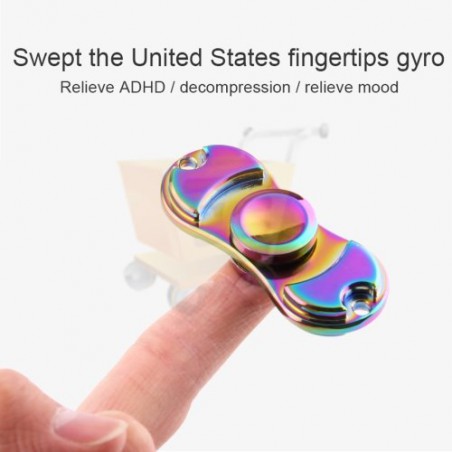 Swept the United States fingertips gyro
Relieve ADHD / decompression / relieve mood